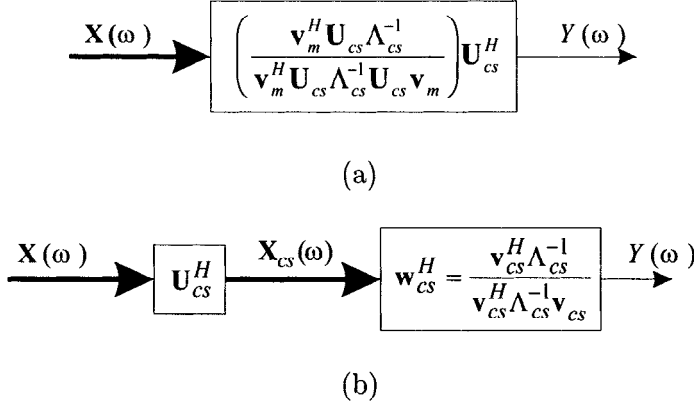 X(ω)
( v_m^H U_cs Λ_cs^{-1} / v_m^H U_cs Λ_cs^{-1} U_cs v_m ) U_cs^H
Y(ω)
(a)
X(ω)
U_cs^H
X_cs(ω)
w_cs^H = v_cs^H Λ_cs^{-1} / v_cs^H Λ_cs^{-1} v_cs
Y(ω)
(b)